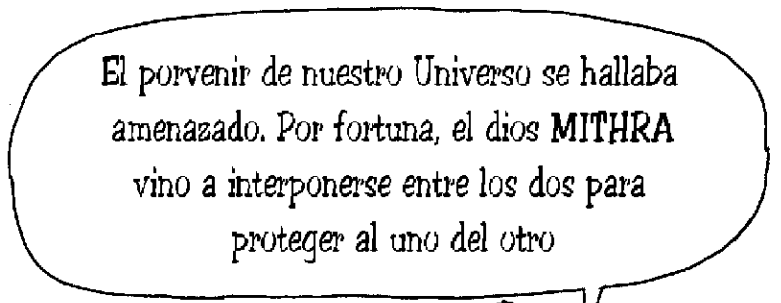 El porvenir de nuestro Universo se hallaba
amenazado. Por fortuna, el dios MITHRA
vino a interponerse entre los dos para
proteger al uno del otro